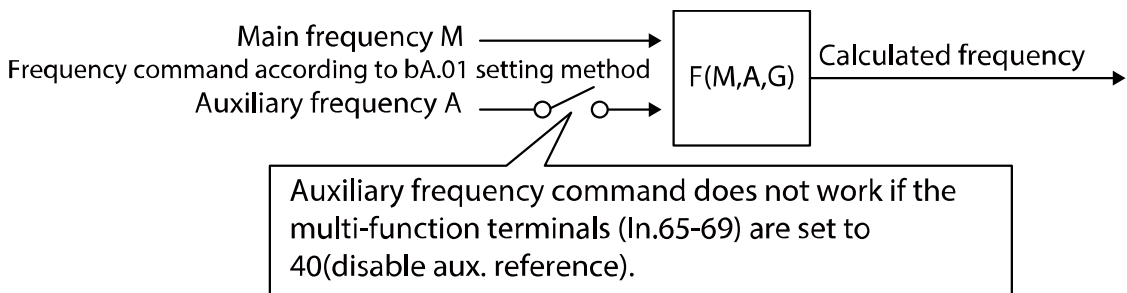 Main frequency M
Frequency command according to bA.01 setting method
Auxiliary frequency A
F(M,A,G)
Calculated frequency
Auxiliary frequency command does not work if the
multi-function terminals (In.65-69) are set to
40(disable aux. reference).